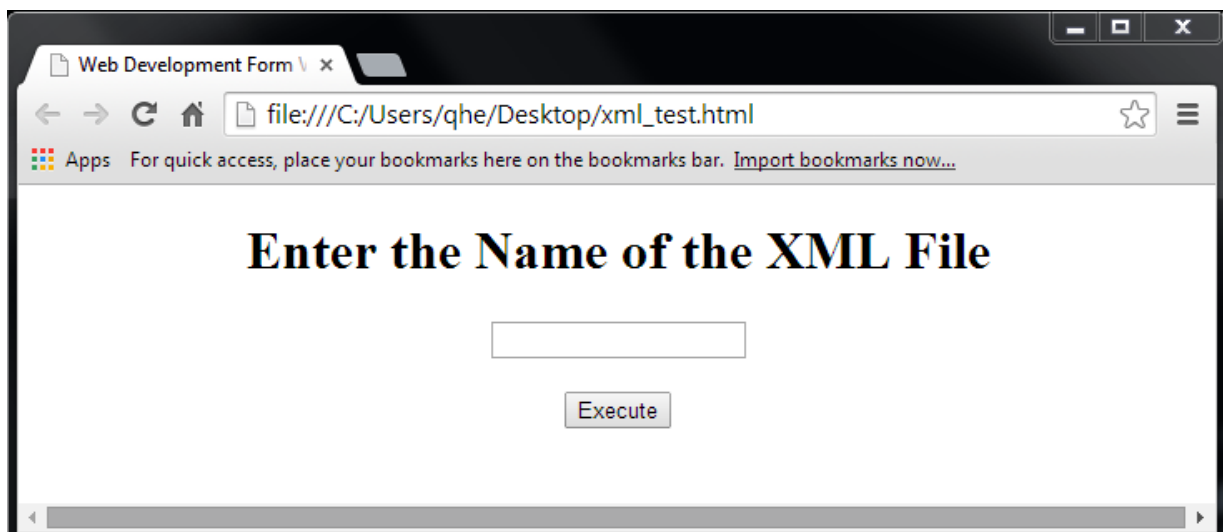 Web Development Form
file:///C:/Users/qhe/Desktop/xml_test.html
Apps For quick access, place your bookmarks here on the bookmarks bar. Import bookmarks now...
Enter the Name of the XML File
Execute